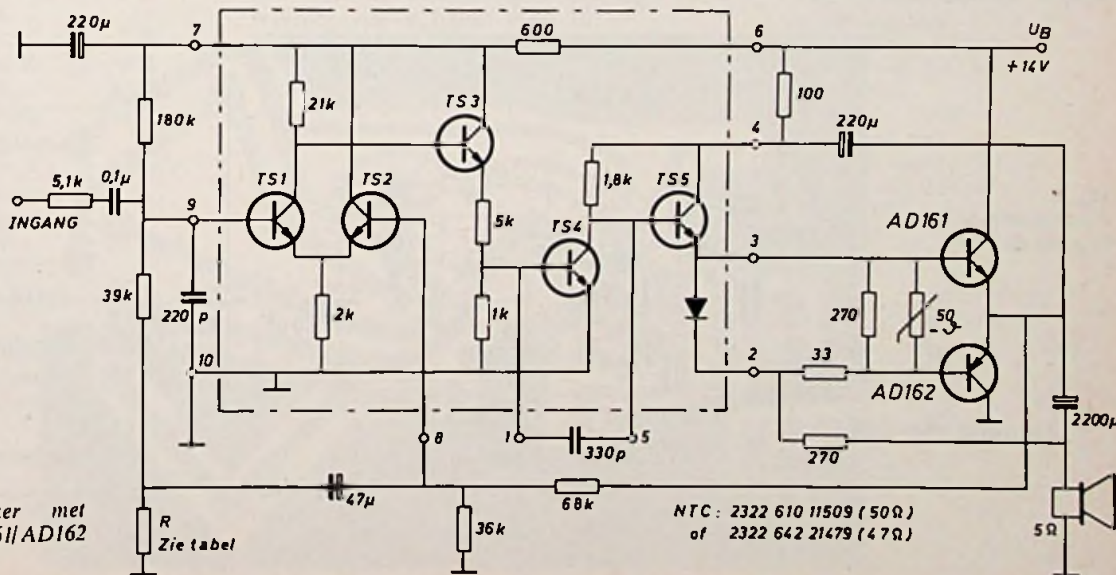 220µ
7
600
6
U_B
+14V
21k
TS3
100
180k
4
220µ
5,1k
0,1µ
TS1
TS2
1,8k
TS5
INGANG
9
AD161
5k
TS4
3
39k
220p
2k
1k
270
50
-ϑ
10
2
33
AD162
8
1
330p
5
270
2200µ
47µ
68k
er met
61/AD162
R
Zie tabel
36k
NTC: 2322 610 11509 (50Ω)
of 2322 642 21479 (47Ω)
5Ω